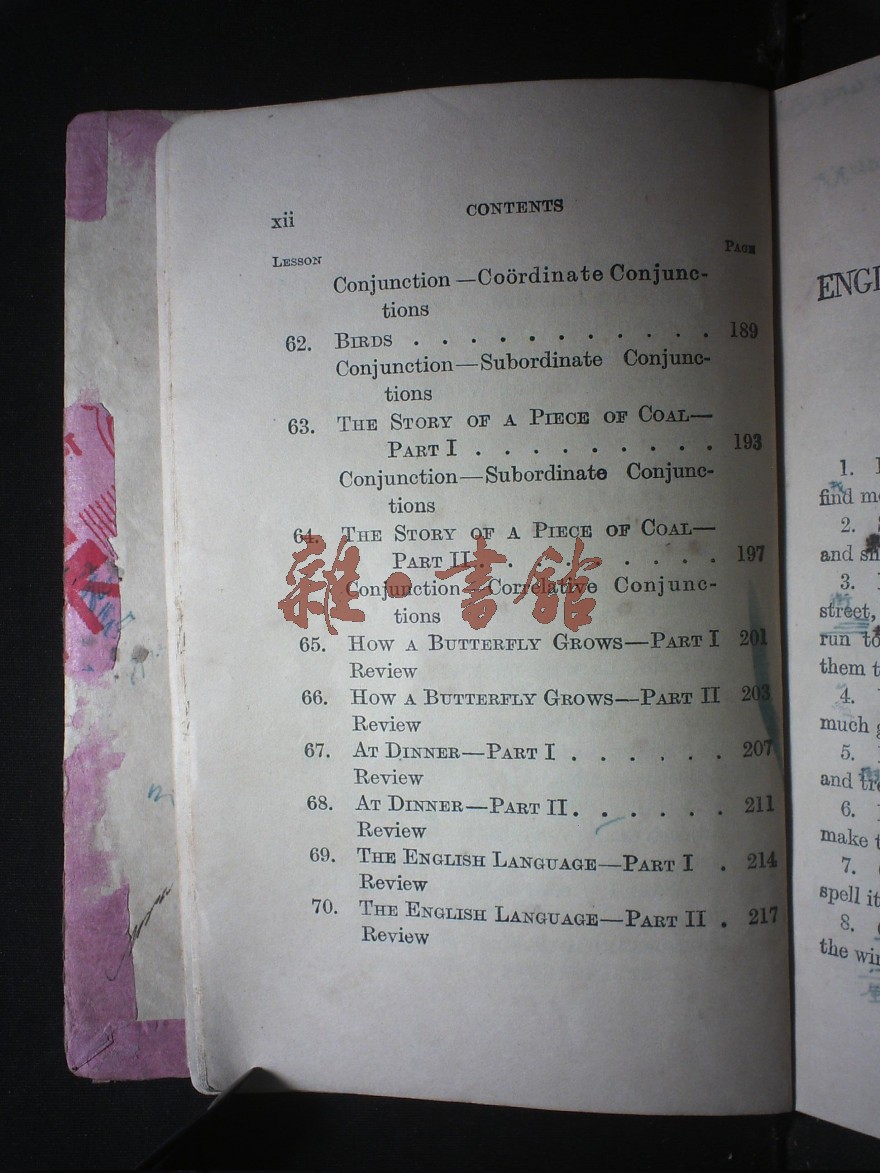 xii
CONTENTS
LESSON
PAGE
Conjunction—Coördinate Conjunc-
tions
62. BIRDS . . . . . . . . . . . 189
Conjunction—Subordinate Conjunc-
tions
63. THE STORY OF A PIECE OF COAL—
PART I . . . . . . . . . 193
Conjunction—Subordinate Conjunc-
tions
64. THE STORY OF A PIECE OF COAL—
PART II . . . . . . . . 197
Conjunction—Correlative Conjunc-
tions
65. HOW A BUTTERFLY GROWS—PART I 201
Review
66. HOW A BUTTERFLY GROWS—PART II 203
Review
67. AT DINNER—PART I . . . . . . 207
Review
68. AT DINNER—PART II . . . . . . 211
Review
69. THE ENGLISH LANGUAGE—PART I . 214
Review
70. THE ENGLISH LANGUAGE—PART II . 217
Review
雜·書館
ENGL
1.
find
2.
and
3.
street,
run to
them
4.
much
5.
and
6.
make
7.
spell it
8.
the